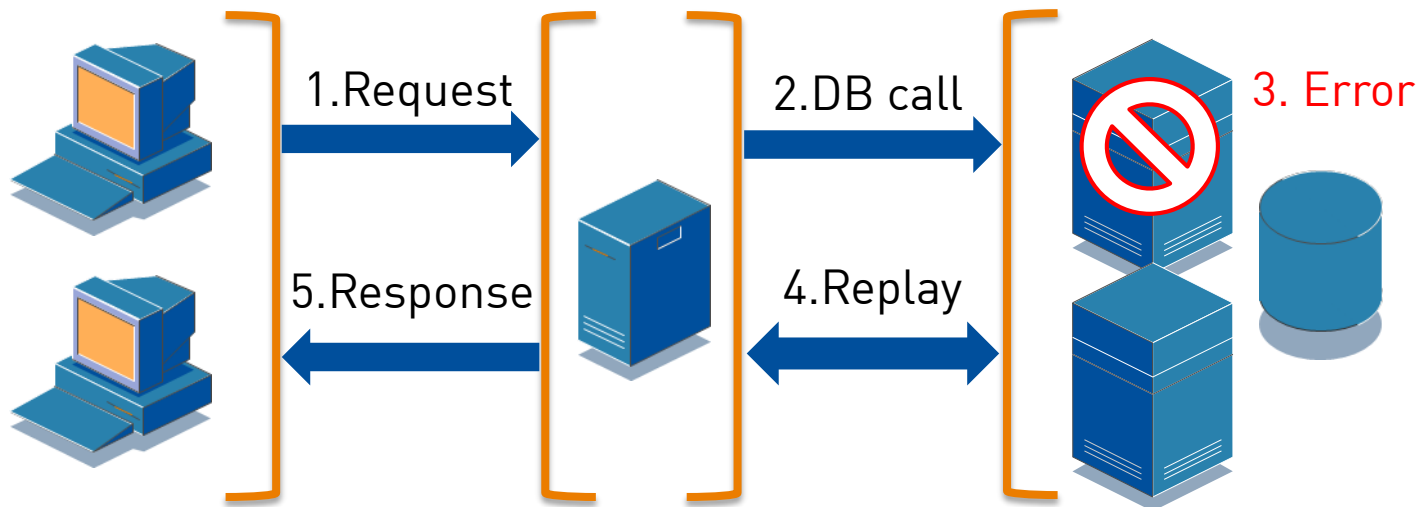 1.Request
2.DB call
3. Error
5.Response
4.Replay